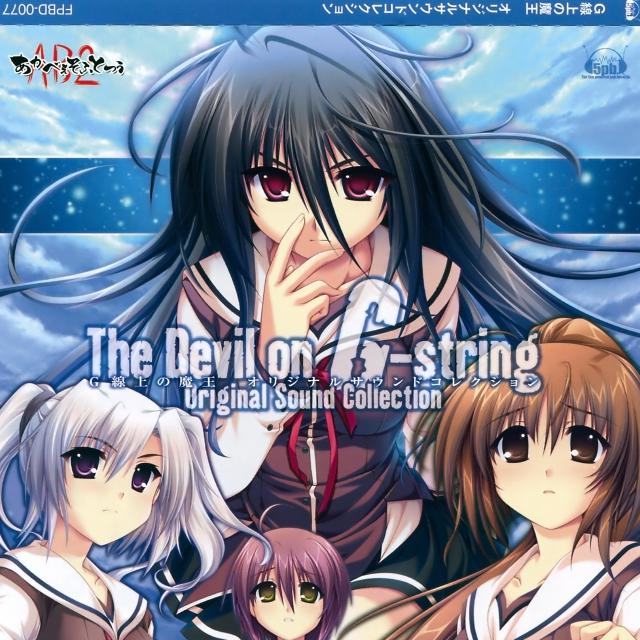 FPBD-0077
G線上の魔王 オリジナルサウンドコレクション
あかべぇそふとつぅ
AB2
5pb.
The Devil on G-string
G線上の魔王 オリジナルサウンドコレクション
Original Sound Collection